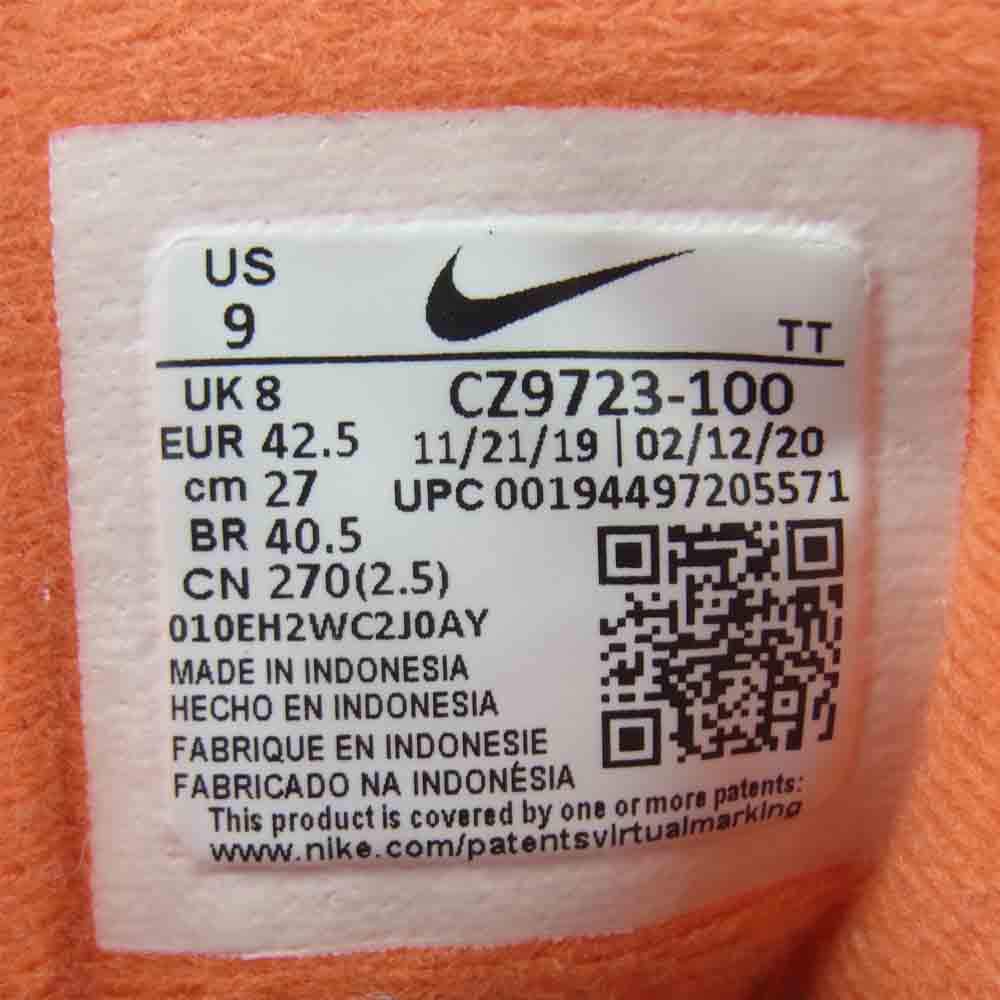 US
9
TT
UK 8
CZ9723-100
EUR 42.5
11/21/19 | 02/12/20
cm 27
UPC 00194497205571
BR 40.5
CN 270(2.5)
010EH2WC2J0AY
MADE IN INDONESIA
HECHO EN INDONESIA
FABRIQUE EN INDONESIE
FABRICADO NA INDONÉSIA
This product is covered by one or more patents:
www.nike.com/patentsvirtualmarking